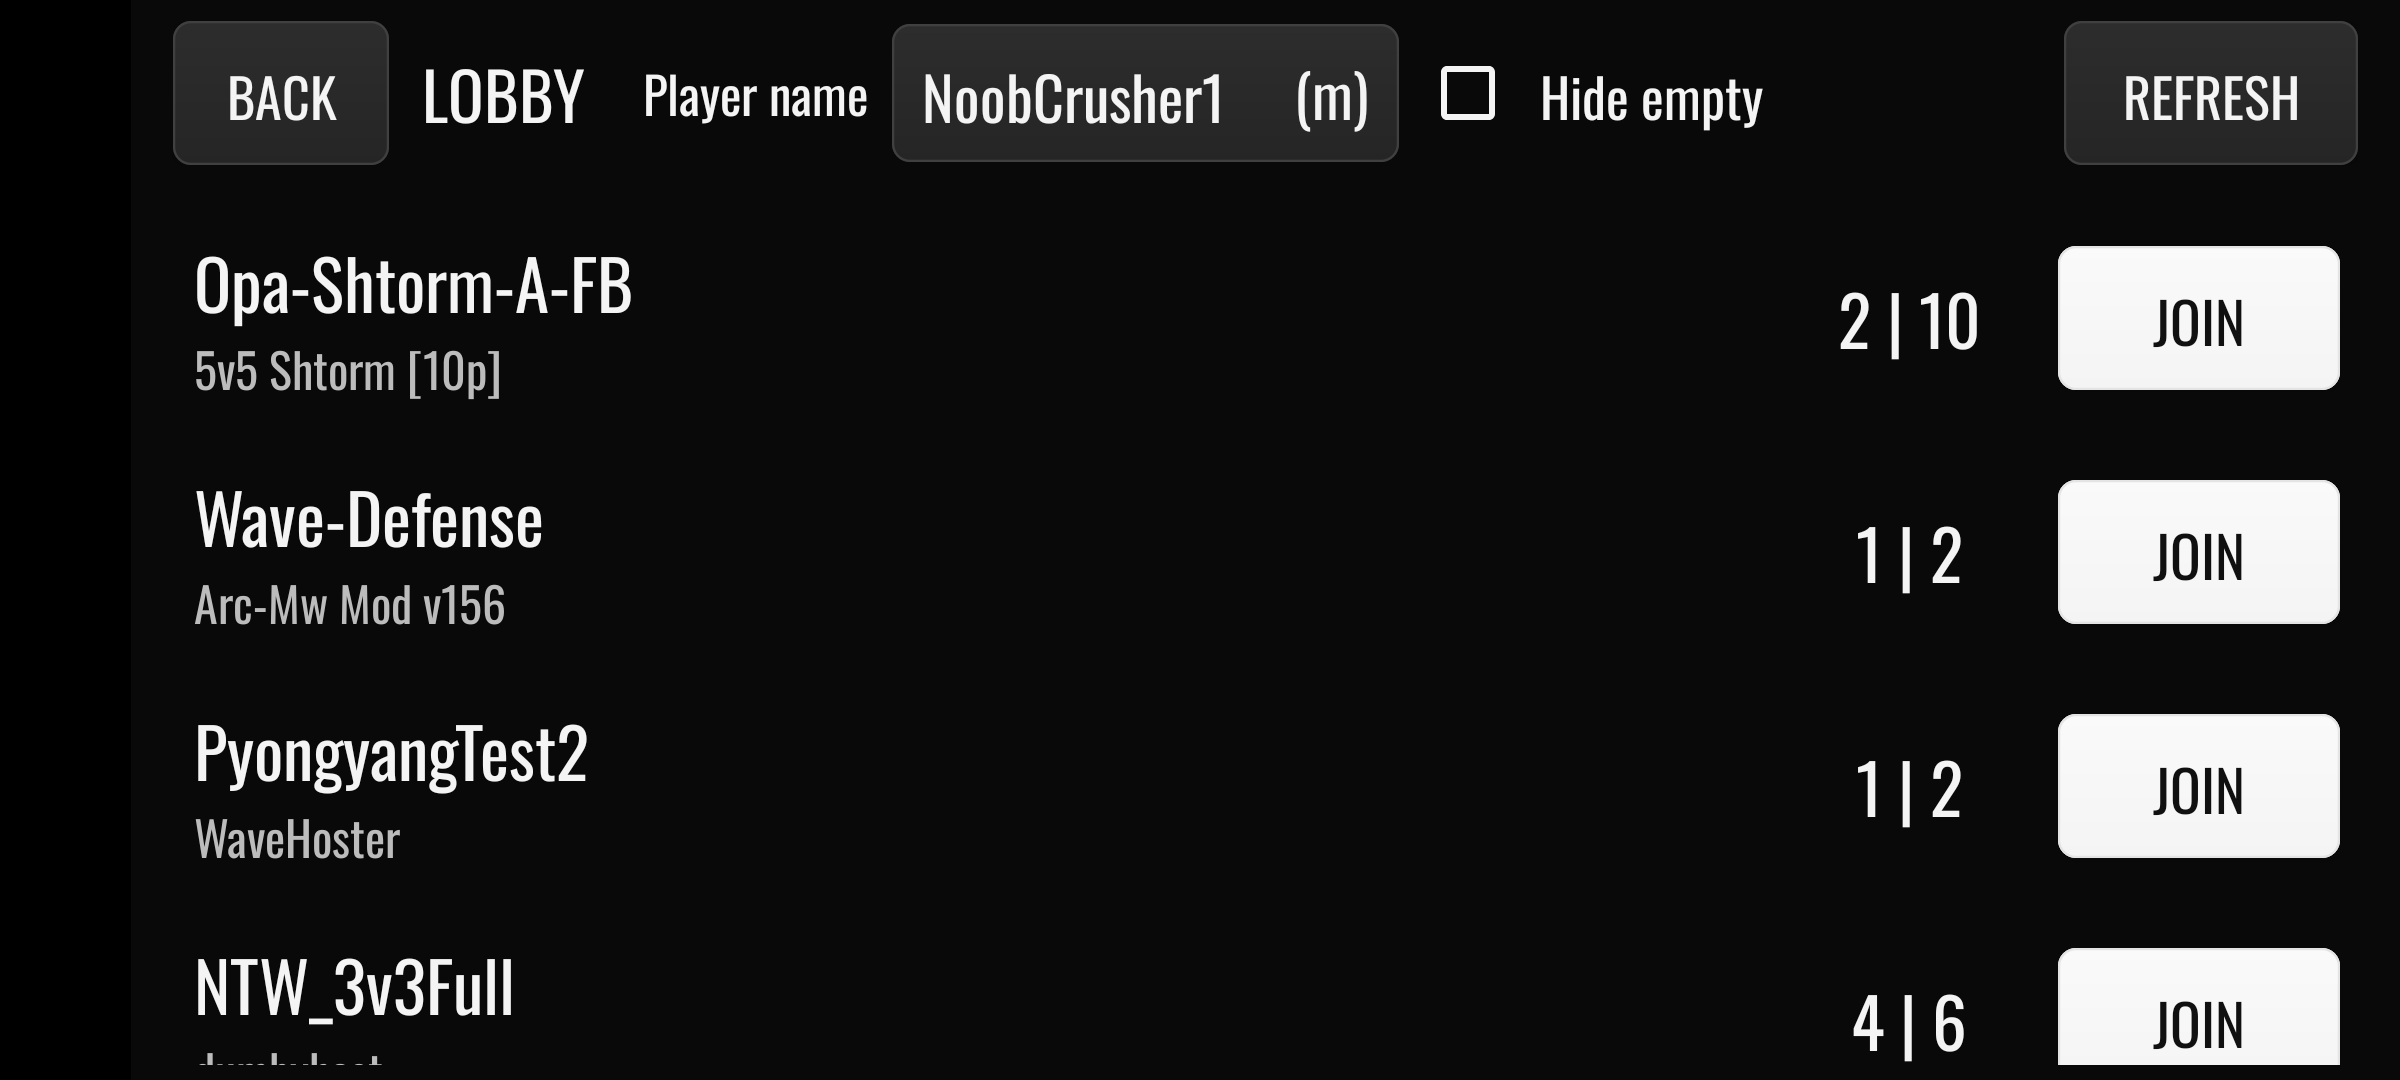 BACK LOBBY Player name NoobCrusher1 (m) Hide empty REFRESH
Opa-Shtorm-A-FB
5v5 Shtorm [10p]
2 | 10 JOIN
Wave-Defense
Arc-Mw Mod v156
1 | 2 JOIN
PyongyangTest2
WaveHoster
1 | 2 JOIN
NTW_3v3Full
4 | 6 JOIN